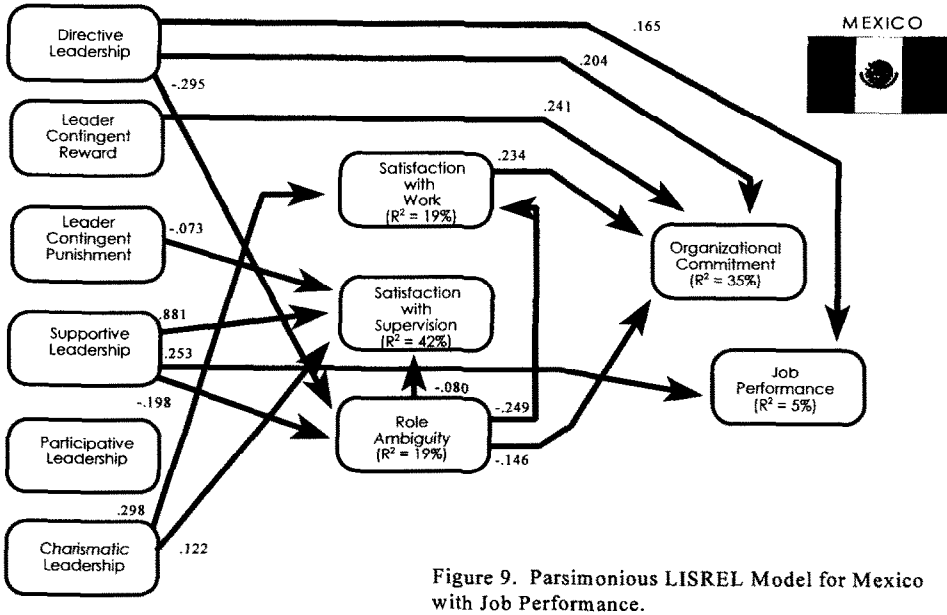 MEXICO
.165
.204
-.295
.241
Directive
Leadership
Leader
Contingent
Reward
Leader
Contingent
Punishment
-.073
Supportive
Leadership
.881
.253
-.198
Participative
Leadership
.298
Charismatic
Leadership
.122
Satisfaction
with
Work
(R² = 19%)
.234
Satisfaction
with
Supervision
(R² = 42%)
-.080
Role
Ambiguity
(R² = 19%)
-.249
-.146
Organizational
Commitment
(R² = 35%)
Job
Performance
(R² = 5%)
Figure 9. Parsimonious LISREL Model for Mexico
with Job Performance.